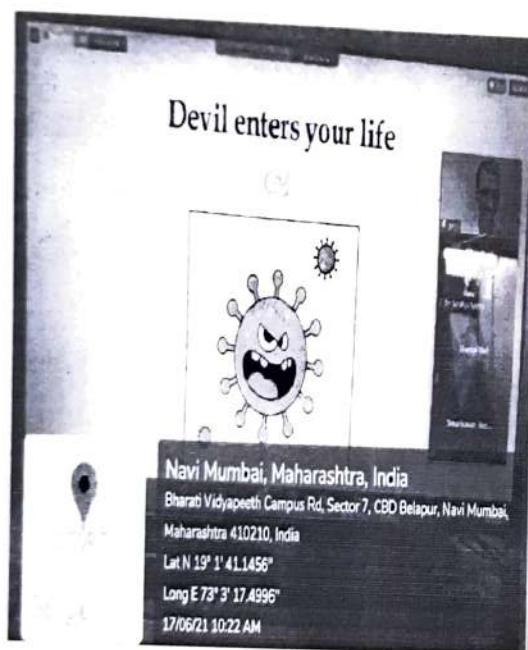 Devil enters your life
Navi Mumbai, Maharashtra, India
Bharati Vidyapeeth Campus Rd, Sector 7, CBD Belapur, Navi Mumbai,
Maharashtra 410210, India
Lat N 19° 1' 41.1456"
Long E 73° 3' 17.4996"
17/06/21 10:22 AM